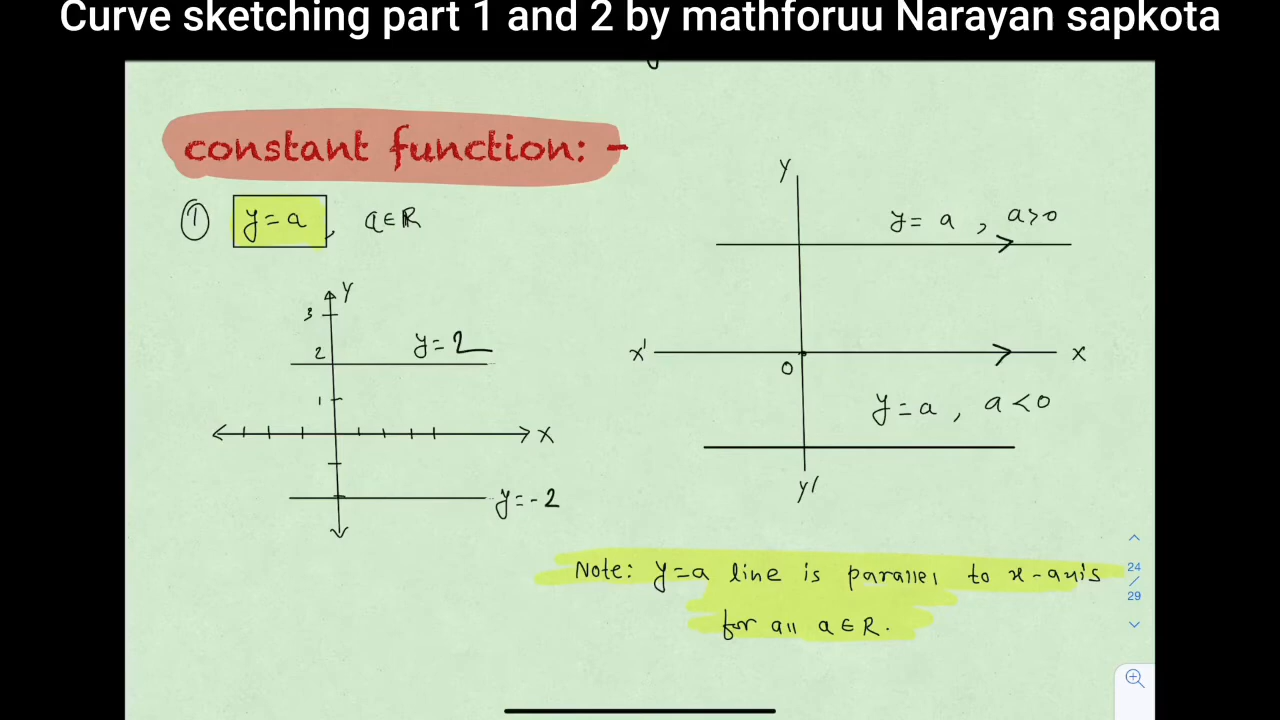 Curve sketching part 1 and 2 by mathforuu Narayan sapkota
constant function: -
① y = a , a ∈ R
Y
3
2
1
y = 2
X
y = -2
Y
y = a , a > 0
X'
O
X
y = a , a < 0
Y'
Note: y = a line is parallel to x-axis
for all a ∈ R.
24
/
29